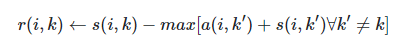 r(i, k) ← s(i, k) − max[a(i, k′) + s(i, k′)∀k′ ≠ k]